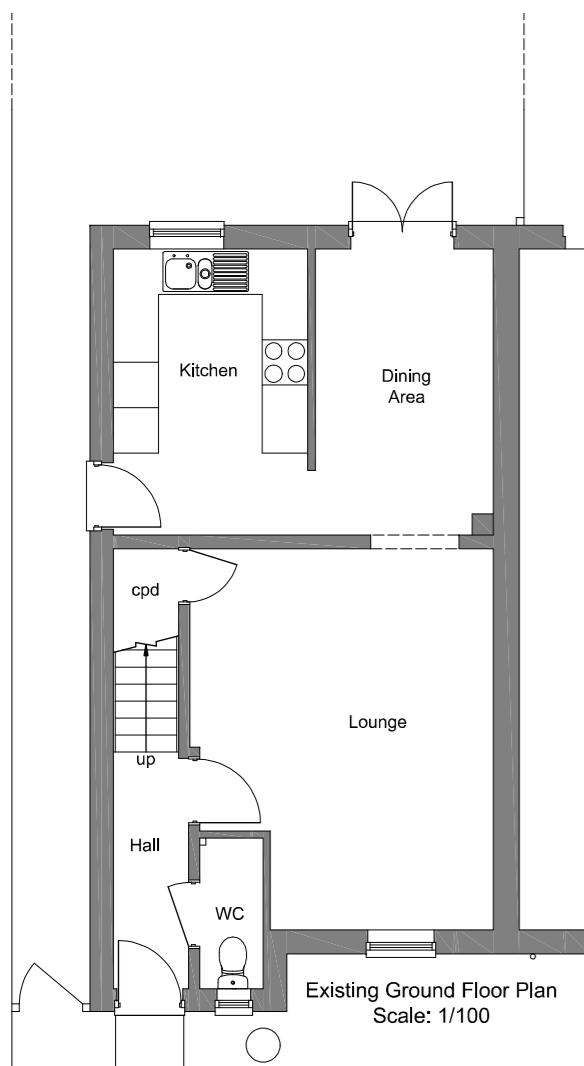 Kitchen
Dining
Area
cpd
Lounge
up
Hall
WC
Existing Ground Floor Plan
Scale: 1/100